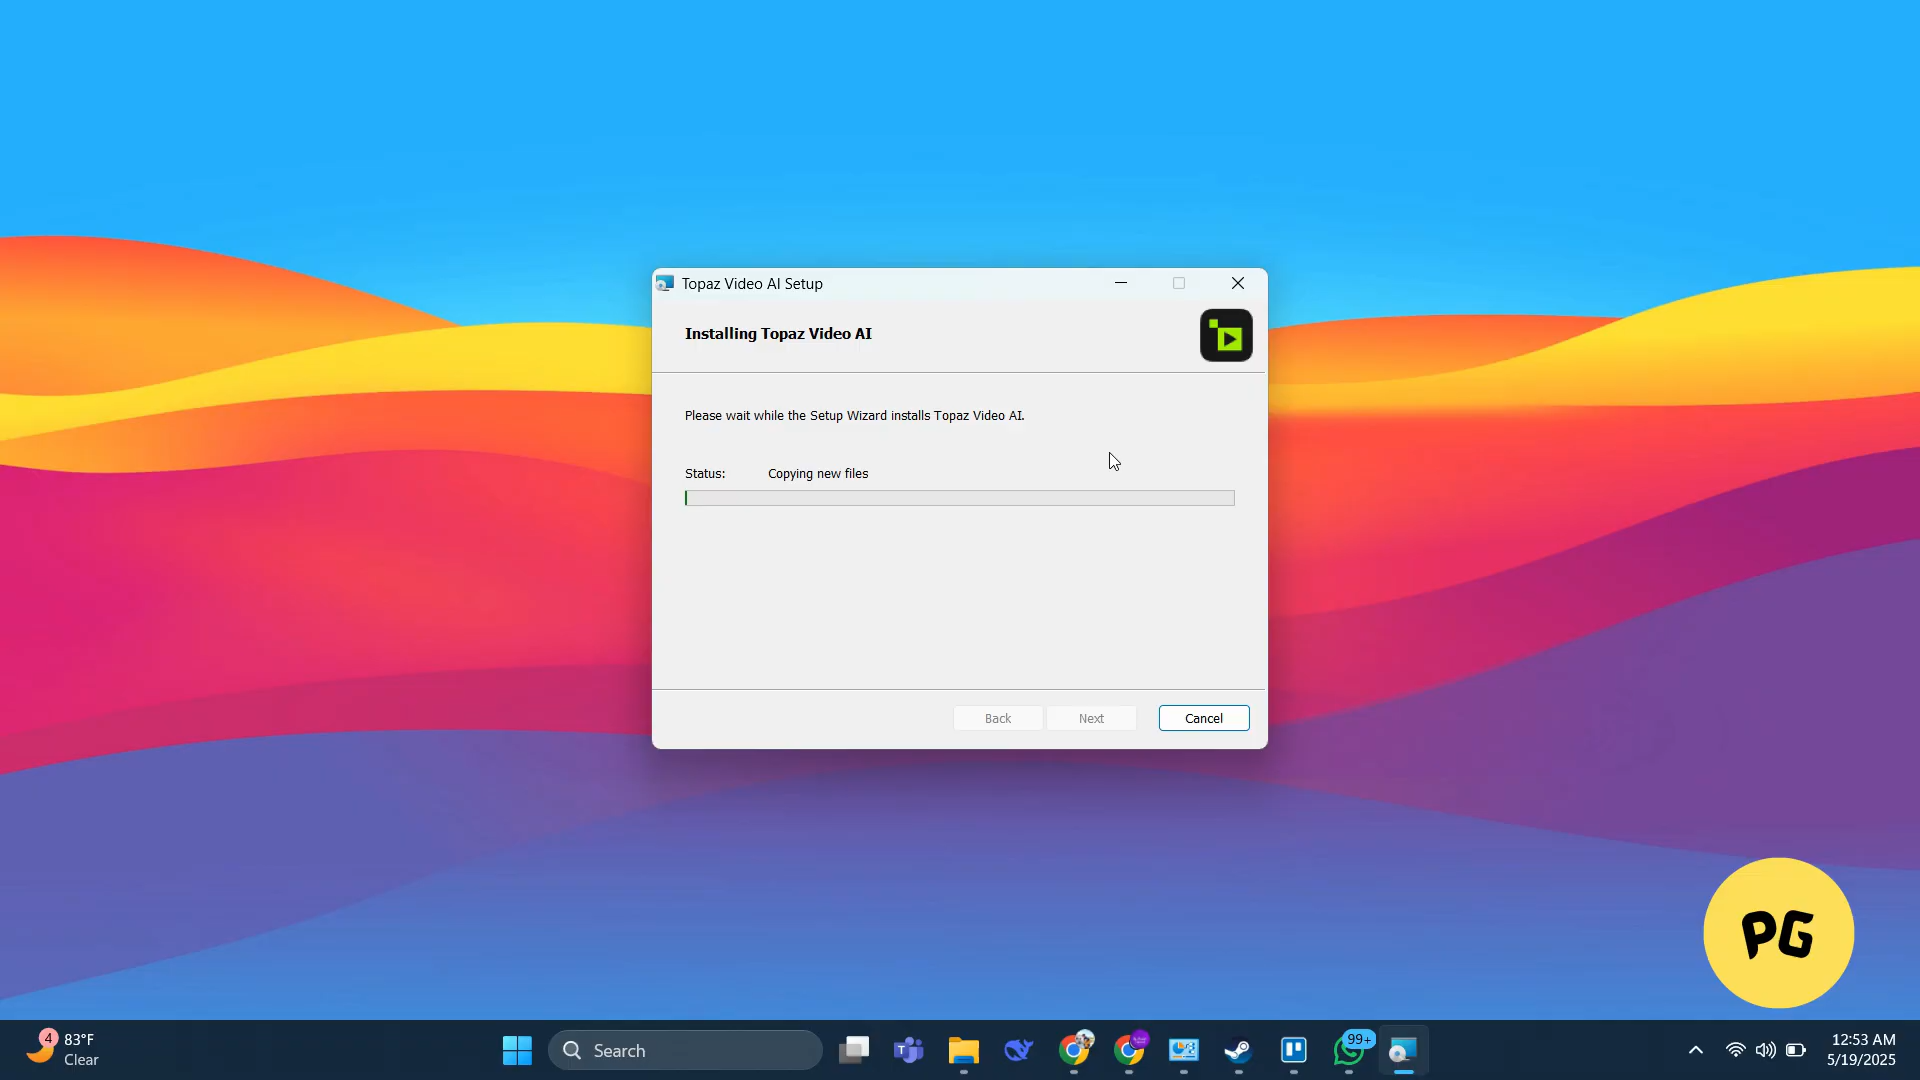 Topaz Video AI Setup
Installing Topaz Video AI
Please wait while the Setup Wizard installs Topaz Video AI.
Status: Copying new files
Back Next Cancel
PG
4 83°F
Clear
Search
T
99+
12:53 AM
5/19/2025